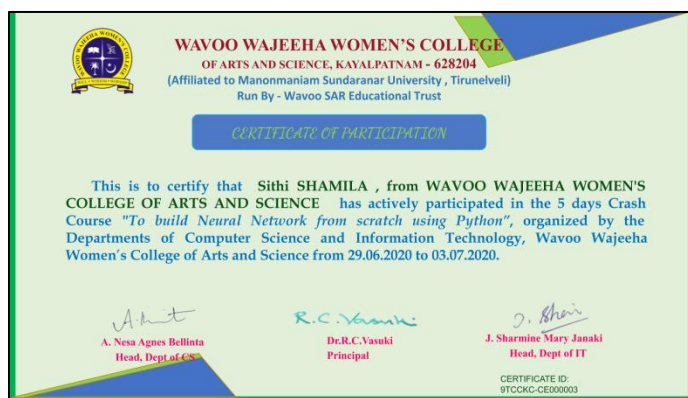 WAVOO WAJEEHA WOMEN'S COLLEGE
OF ARTS AND SCIENCE, KAYALPATNAM - 628204
(Affiliated to Manonmaniam Sundaranar University , Tirunelveli)
Run By - Wavoo SAR Educational Trust
CERTIFICATE OF PARTICIPATION
This is to certify that Sithi SHAMILA , from WAVOO WAJEEHA WOMEN'S
COLLEGE OF ARTS AND SCIENCE has actively participated in the 5 days Crash
Course "To build Neural Network from scratch using Python", organized by the
Departments of Computer Science and Information Technology, Wavoo Wajeeha
Women's College of Arts and Science from 29.06.2020 to 03.07.2020.
R.C.Vasuki
A. Nesa Agnes Bellinta
Head, Dept of CS
Dr.R.C.Vasuki
Principal
J. Sharmine Mary Janaki
Head, Dept of IT
CERTIFICATE ID:
9TCCKC-CE000003